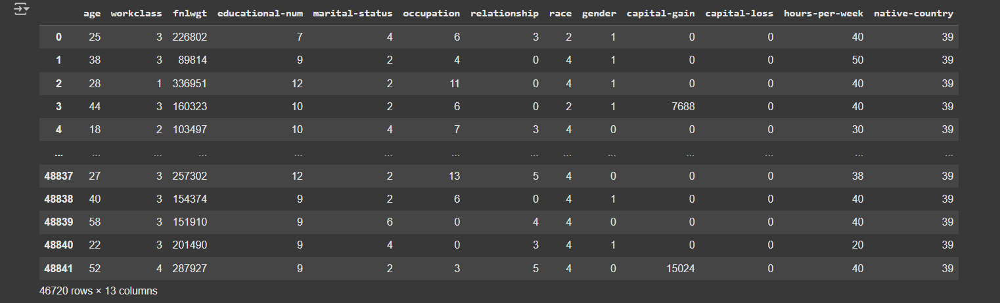 age workclass fnlwgt educational-num marital-status occupation relationship race gender capital-gain capital-loss hours-per-week native-country
0 25 3 226802 7 4 6 3 2 1 0 0 40 39
1 38 3 89814 9 2 4 0 4 1 0 0 50 39
2 28 1 336951 12 2 11 0 4 1 0 0 40 39
3 44 3 160323 10 2 6 0 2 1 7688 0 40 39
4 18 2 103497 10 4 7 3 4 0 0 0 30 39
... ... ... ... ... ... ... ... ... ... ... ... ... ...
48837 27 3 257302 12 2 13 5 4 0 0 0 38 39
48838 40 3 154374 9 2 6 0 4 1 0 0 40 39
48839 58 3 151910 9 6 0 4 4 0 0 0 40 39
48840 22 3 201490 9 4 0 3 4 1 0 0 20 39
48841 52 4 287927 9 2 3 5 4 0 15024 0 40 39
46720 rows × 13 columns